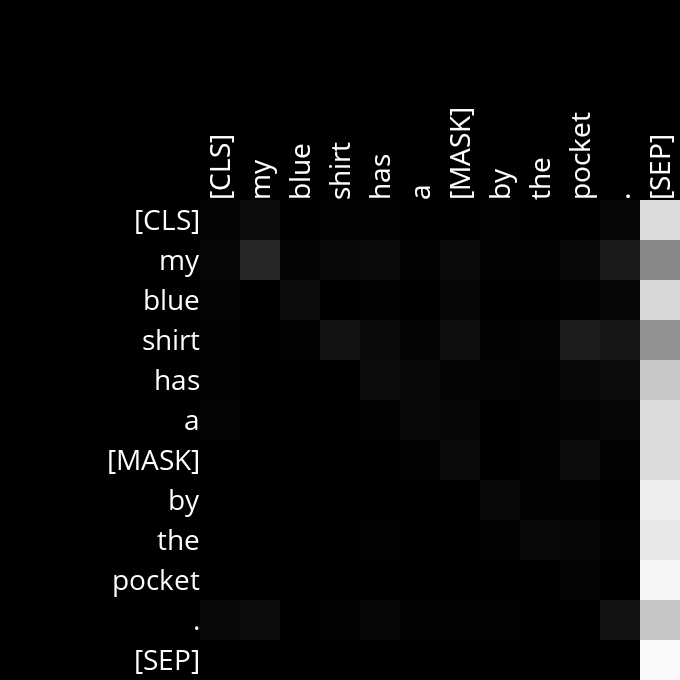 [CLS] my blue shirt has a [MASK] by the pocket . [SEP]
[CLS]
my
blue
shirt
has
a
[MASK]
by
the
pocket
.
[SEP]